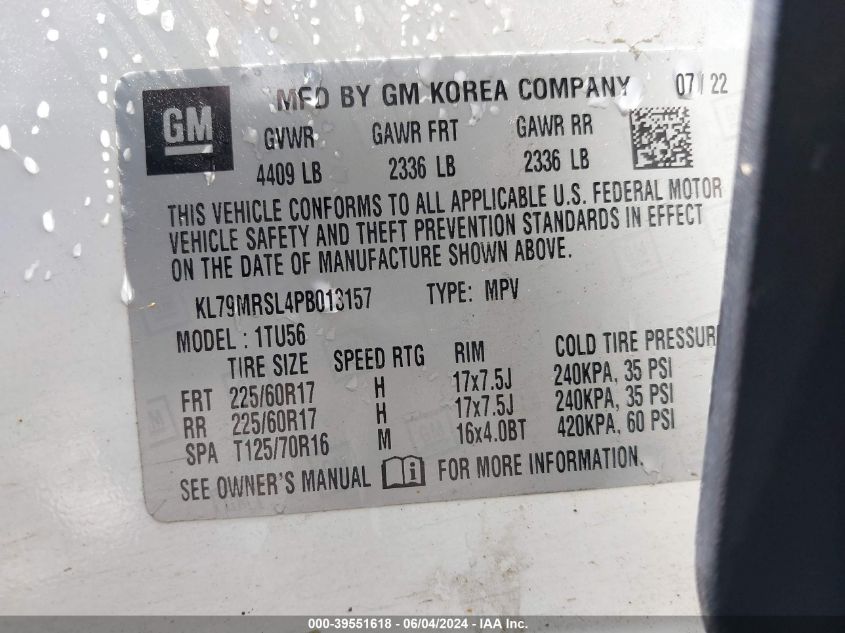 GM
MFD BY GM KOREA COMPANY 07/22
GVWR GAWR FRT GAWR RR
4409 LB 2336 LB 2336 LB
THIS VEHICLE CONFORMS TO ALL APPLICABLE U.S. FEDERAL MOTOR
VEHICLE SAFETY AND THEFT PREVENTION STANDARDS IN EFFECT
ON THE DATE OF MANUFACTURE SHOWN ABOVE.
KL79MRSL4PB013157 TYPE: MPV
MODEL: 1TU56
TIRE SIZE SPEED RTG RIM COLD TIRE PRESSUR
FRT 225/60R17 H 17x7.5J 240KPA, 35 PSI
RR 225/60R17 H 17x7.5J 240KPA, 35 PSI
SPA T125/70R16 M 16x4.0BT 420KPA, 60 PSI
SEE OWNER'S MANUAL i FOR MORE INFORMATION.
000-39551618 - 06/04/2024 - IAA Inc.